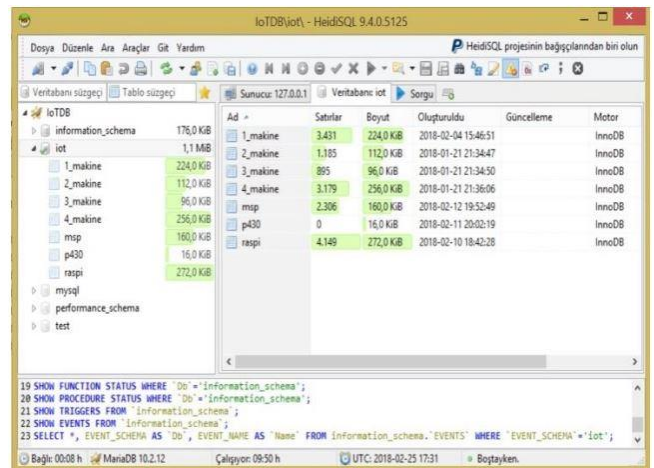 IoTDB\iot\ - HeidiSQL 9.4.0.5125
Dosya Düzenle Ara Araçlar Git Yardım
HeidiSQL projesinin bağışçılarından biri olun
Veritabanı süzgeci Tablo süzgeci
Sunucu: 127.0.0.1 Veritabanı: iot Sorgu
IoTDB
information_schema 176,0 KiB
iot 1,1 MiB
1_makine 224,0 KiB
2_makine 112,0 KiB
3_makine 96,0 KiB
4_makine 256,0 KiB
msp 160,0 KiB
p430 16,0 KiB
raspi 272,0 KiB
mysql
performance_schema
test
Ad Satırlar Boyut Oluşturuldu Güncelleme Motor
1_makine 3.431 224,0 KiB 2018-02-04 15:46:51 InnoDB
2_makine 1.185 112,0 KiB 2018-01-21 21:34:47 InnoDB
3_makine 895 96,0 KiB 2018-01-21 21:34:50 InnoDB
4_makine 3.179 256,0 KiB 2018-01-21 21:36:06 InnoDB
msp 2.306 160,0 KiB 2018-02-12 19:52:49 InnoDB
p430 0 16,0 KiB 2018-02-11 20:02:19 InnoDB
raspi 4.149 272,0 KiB 2018-02-10 18:42:28 InnoDB
19 SHOW FUNCTION STATUS WHERE `Db`='information_schema';
20 SHOW PROCEDURE STATUS WHERE `Db`='information_schema';
21 SHOW TRIGGERS FROM `information_schema`;
22 SHOW EVENTS FROM `information_schema`;
23 SELECT *, EVENT_SCHEMA AS `Db`, EVENT_NAME AS `Name` FROM information_schema.`EVENTS` WHERE `EVENT_SCHEMA`='iot';
Bağlı: 00:08 h MariaDB 10.2.12 Çalışıyor: 09:50 h UTC: 2018-02-25 17:31 Boştayken.